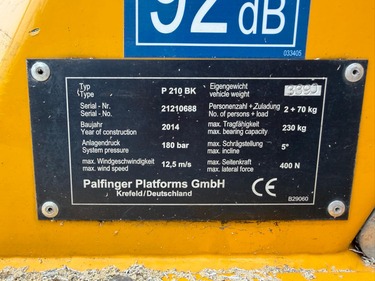 92 dB
033405
Typ
Type
P 210 BK
Eigengewicht
vehicle weight
Serial - Nr.
Serial - No.
21210688
Personenzahl + Zuladung
No. of persons + load
2 + 70 kg
Baujahr
Year of construction
2014
max. Tragfähigkeit
max. bearing capacity
230 kg
Anlagendruck
System pressure
180 bar
max. Schrägstellung
max. incline
5°
max. Windgeschwindigkeit
max. wind speed
12,5 m/s
max. Seitenkraft
max. lateral force
400 N
Palfinger Platforms GmbH
Krefeld/Deutschland
CE
B29060